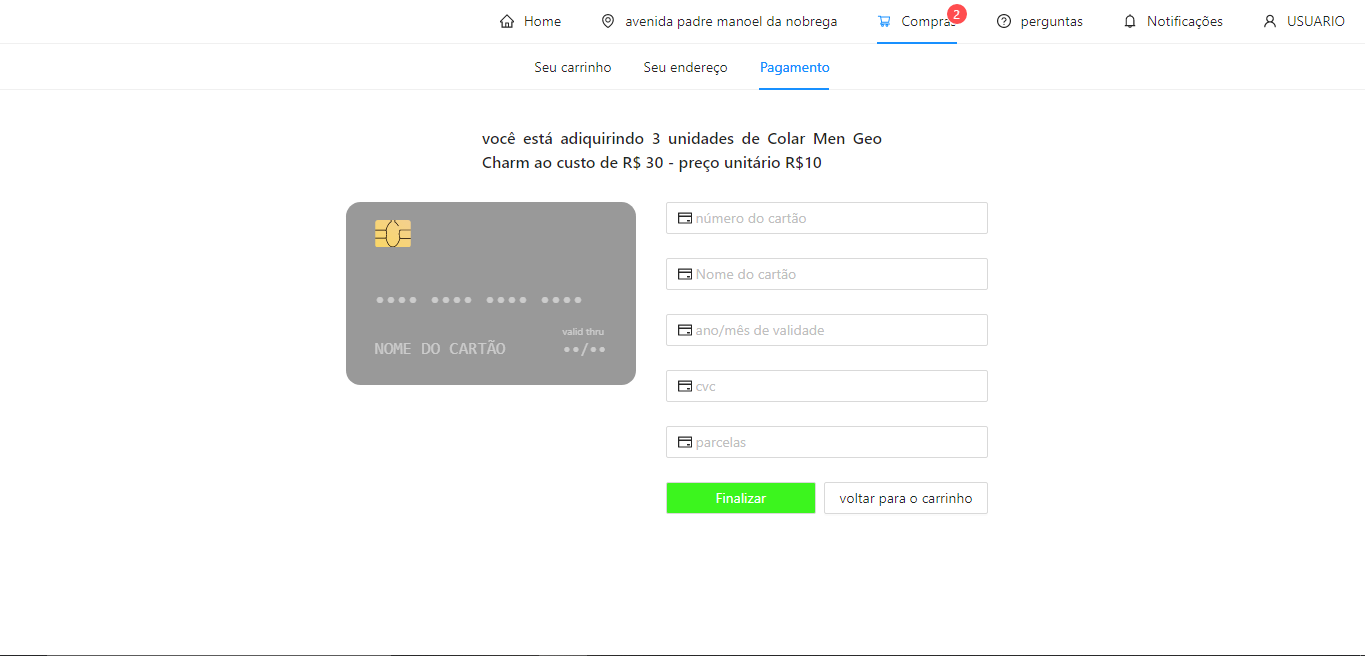 Home avenida padre manoel da nobrega Compras 2 perguntas Notificações USUARIO
Seu carrinho Seu endereço Pagamento
você está adiquirindo 3 unidades de Colar Men Geo
Charm ao custo de R$ 30 - preço unitário R$10
número do cartão
Nome do cartão
ano/mês de validade
cvc
parcelas
•••• •••• •••• ••••
valid thru
NOME DO CARTÃO ••/••
Finalizar voltar para o carrinho